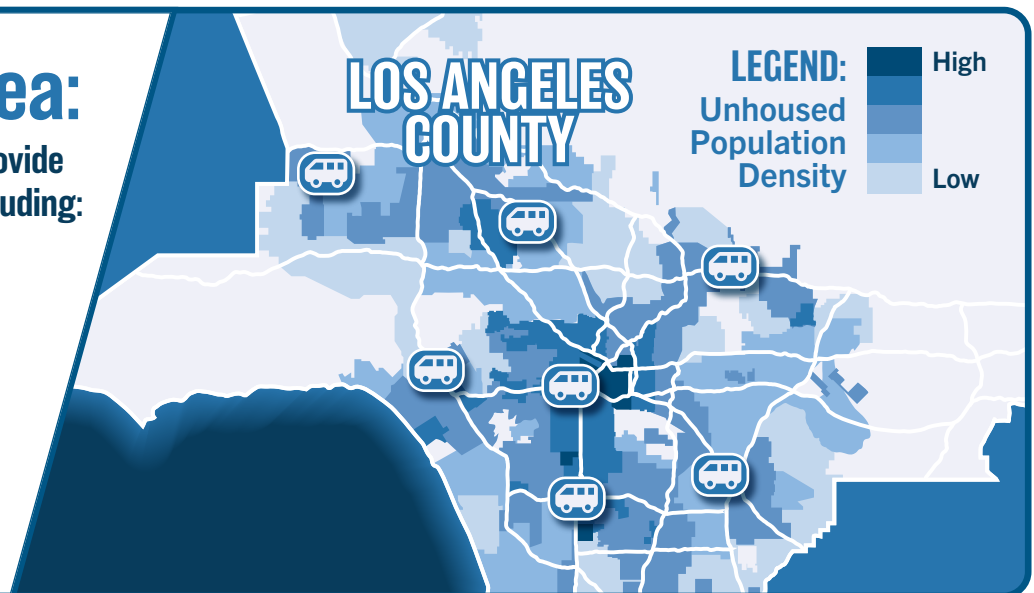 ea:
ovide
uding:
LOS ANGELES
COUNTY
LEGEND:
Unhoused
Population
Density
High
Low